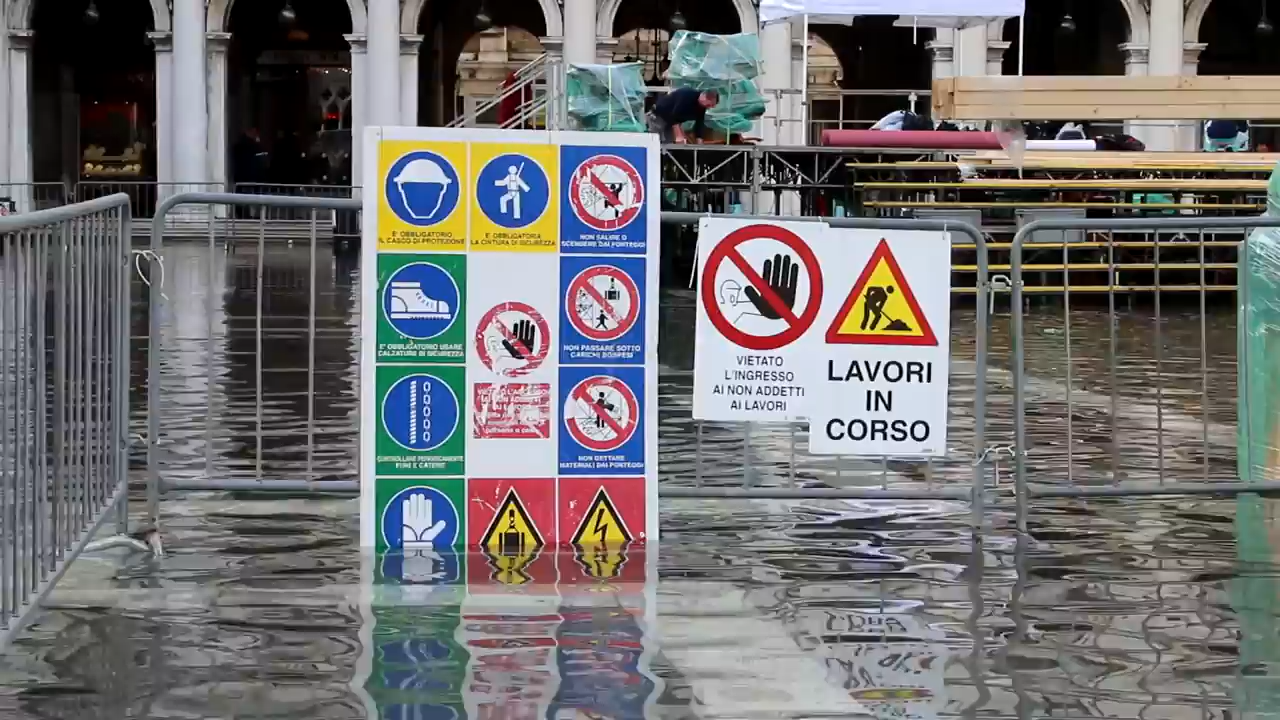 E' OBBLIGATORIO
IL CASCO DI PROTEZIONE
E' OBBLIGATORIA
LA CINTURA DI SICUREZZA
NON SALIRE O
SCENDERE DAI PONTEGGI
E' OBBLIGATORIO USARE
CALZATURE DI SICUREZZA
NON PASSARE SOTTO
CARICHI SOSPESI
CONTROLLARE PERIODICAMENTE
FUNI E CATENE
NON GETTARE
MATERIALI DAI PONTEGGI
VIETATO
L'INGRESSO
AI NON ADDETTI
AI LAVORI
LAVORI
IN
CORSO